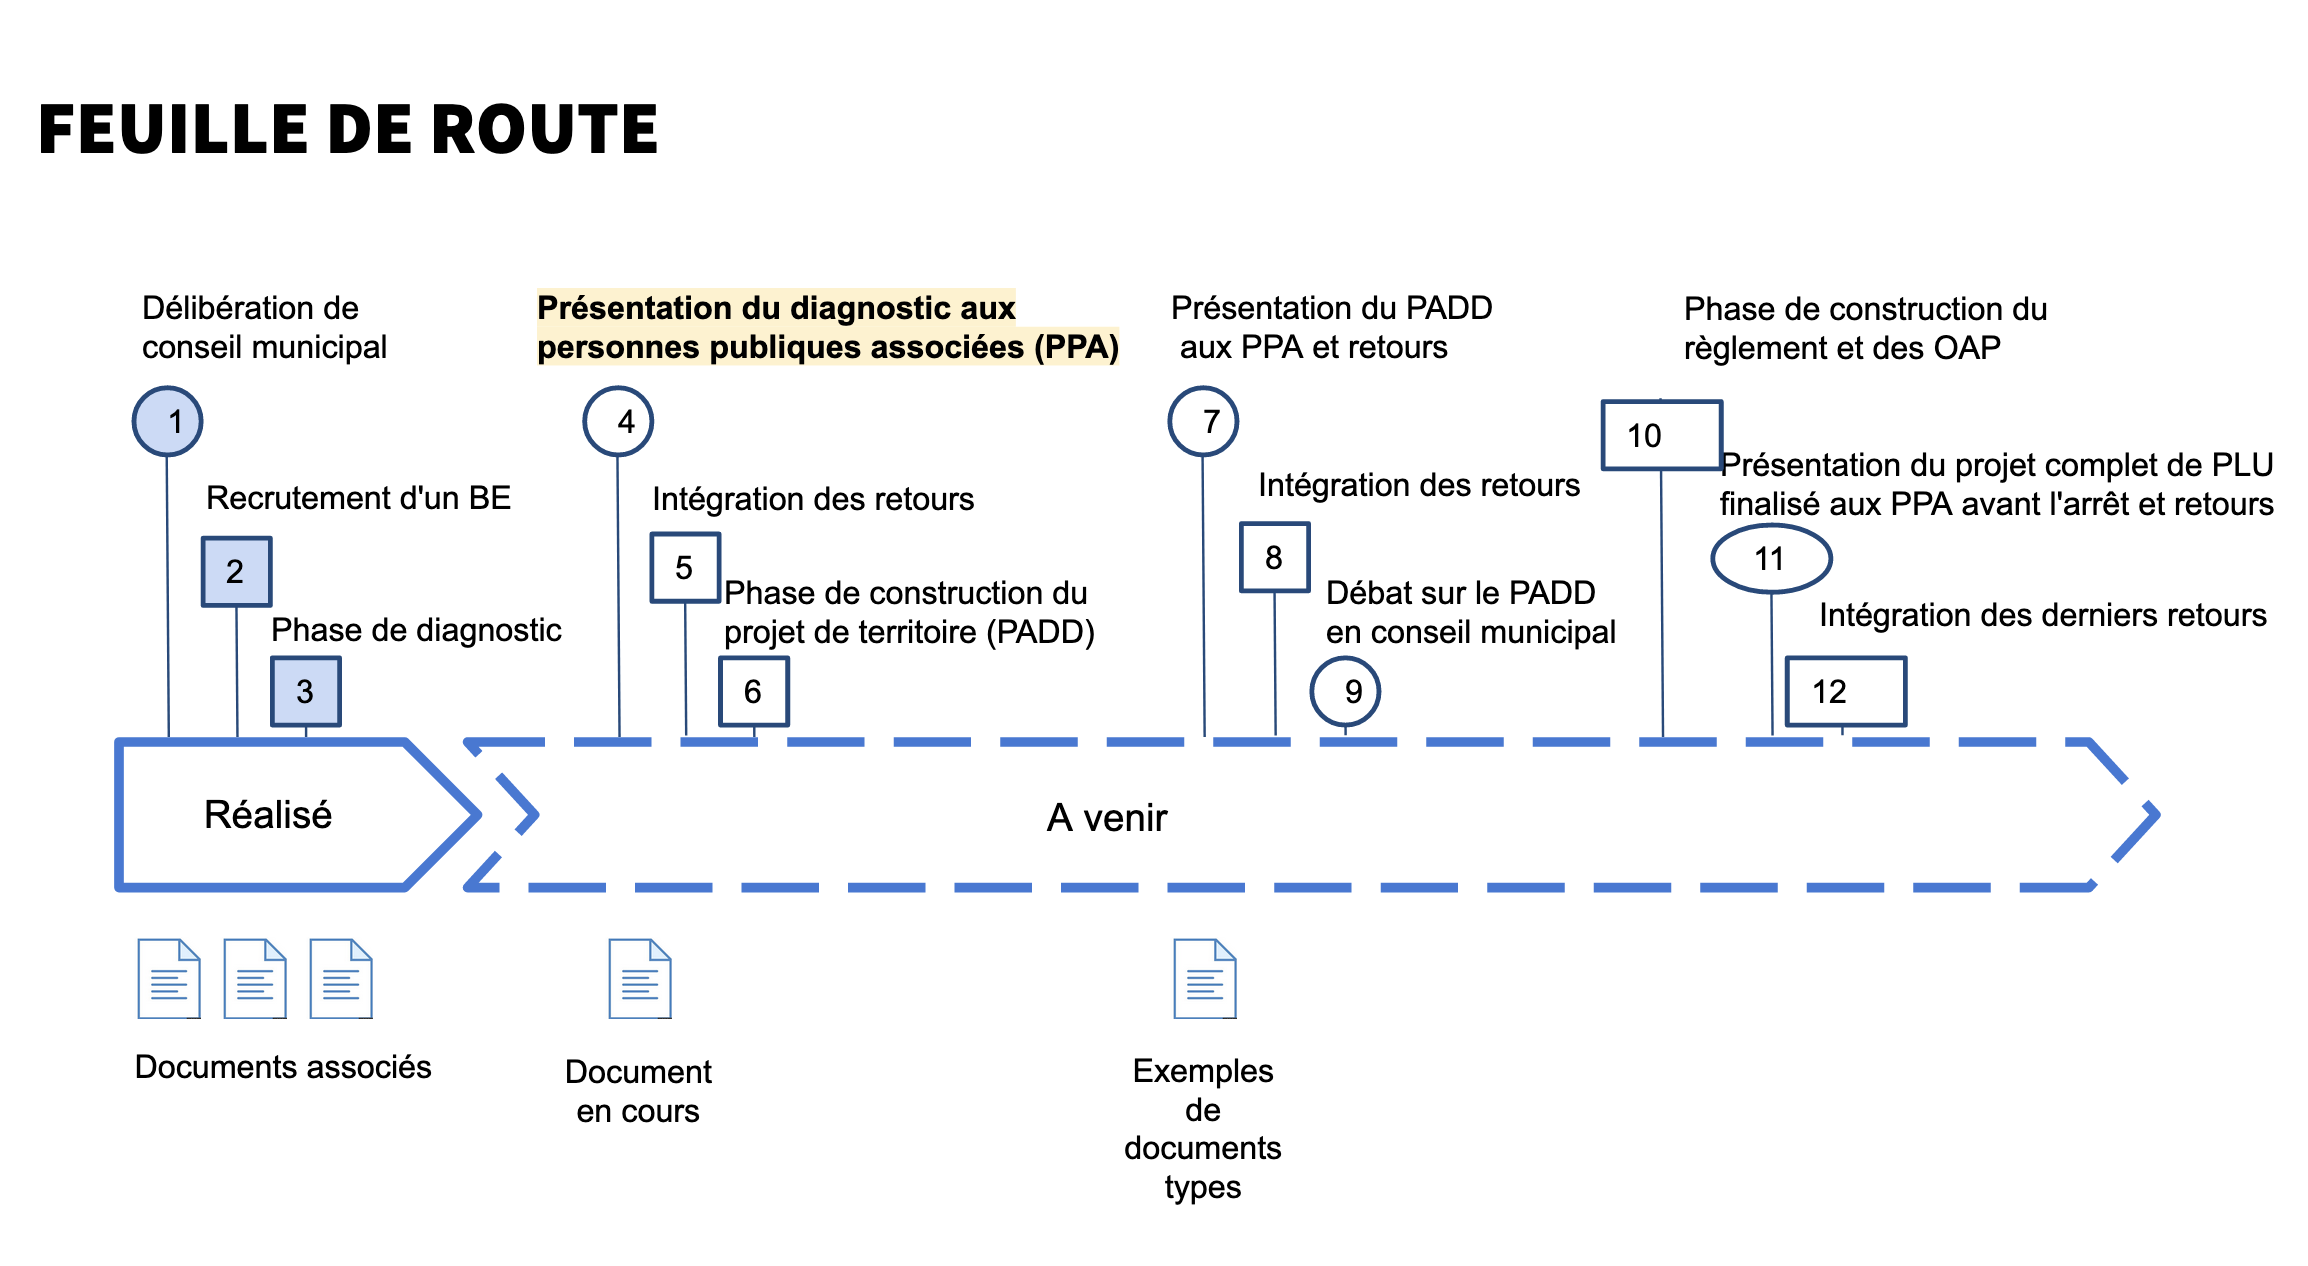 FEUILLE DE ROUTE
Délibération de
conseil municipal
1
Recrutement d'un BE
2
Phase de diagnostic
3
Présentation du diagnostic aux
personnes publiques associées (PPA)
4
Intégration des retours
5
Phase de construction du
projet de territoire (PADD)
6
Présentation du PADD
aux PPA et retours
7
Intégration des retours
8
Débat sur le PADD
en conseil municipal
9
Phase de construction du
règlement et des OAP
10
Présentation du projet complet de PLU
finalisé aux PPA avant l'arrêt et retours
11
Intégration des derniers retours
12
Réalisé
A venir
Documents associés
Document
en cours
Exemples
de
documents
types